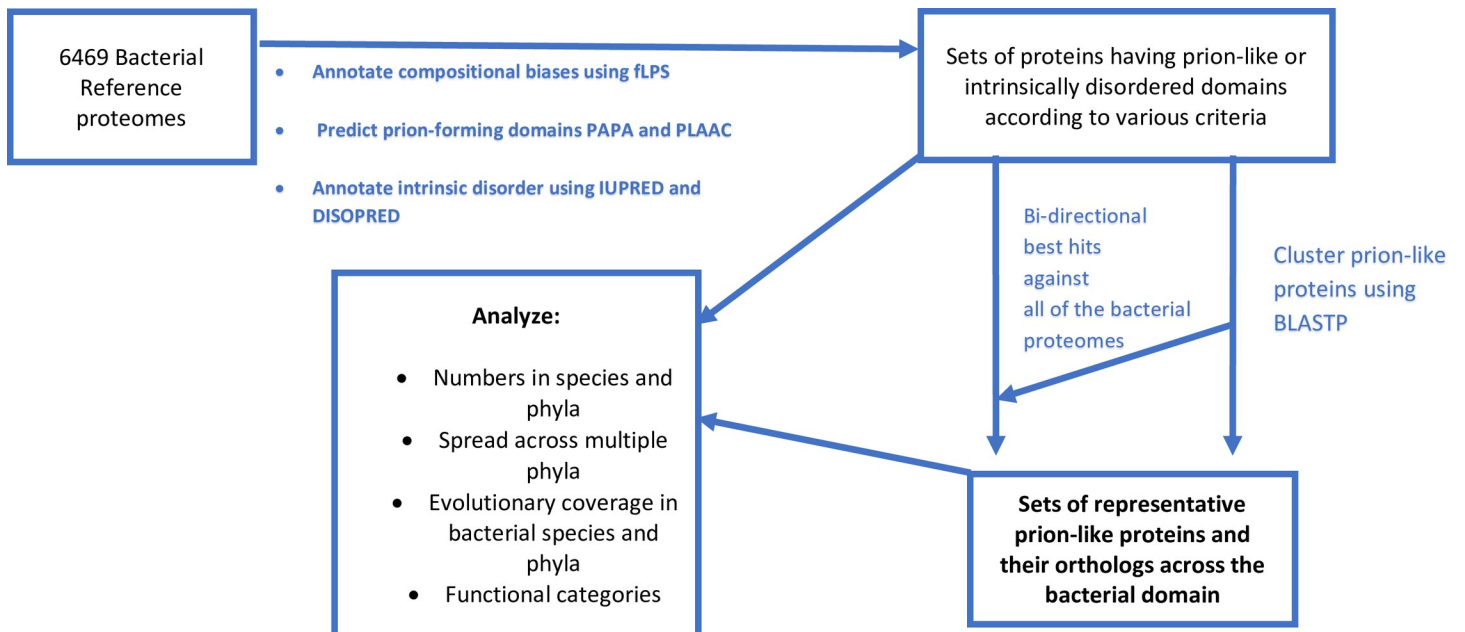 6469 Bacterial
Reference
proteomes
• Annotate compositional biases using fLPS
• Predict prion-forming domains PAPA and PLAAC
• Annotate intrinsic disorder using IUPRED and
DISOPRED
Sets of proteins having prion-like or
intrinsically disordered domains
according to various criteria
Bi-directional
best hits
against
all of the bacterial
proteomes
Cluster prion-like
proteins using
BLASTP
Analyze:
• Numbers in species and
phyla
• Spread across multiple
phyla
• Evolutionary coverage in
bacterial species and
phyla
• Functional categories
Sets of representative
prion-like proteins and
their orthologs across the
bacterial domain